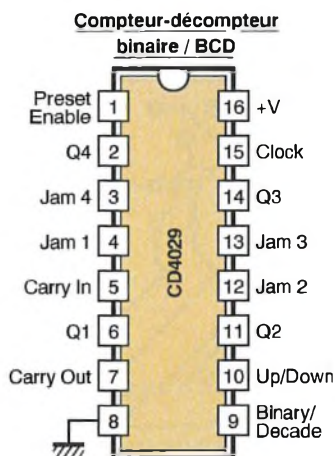 Compteur-décompteur
binaire / BCD
Preset
Enable
1
16
+V
Q4
2
15
Clock
Jam 4
3
14
Q3
Jam 1
4
13
Jam 3
Carry In
5
12
Jam 2
Q1
6
11
Q2
Carry Out
7
10
Up/Down
8
9
Binary/
Decade
CD4029